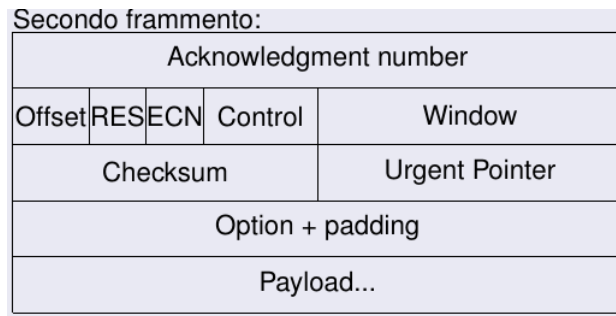 Secondo frammento:
Acknowledgment number
Offset RES ECN Control Window
Checksum Urgent Pointer
Option + padding
Payload...